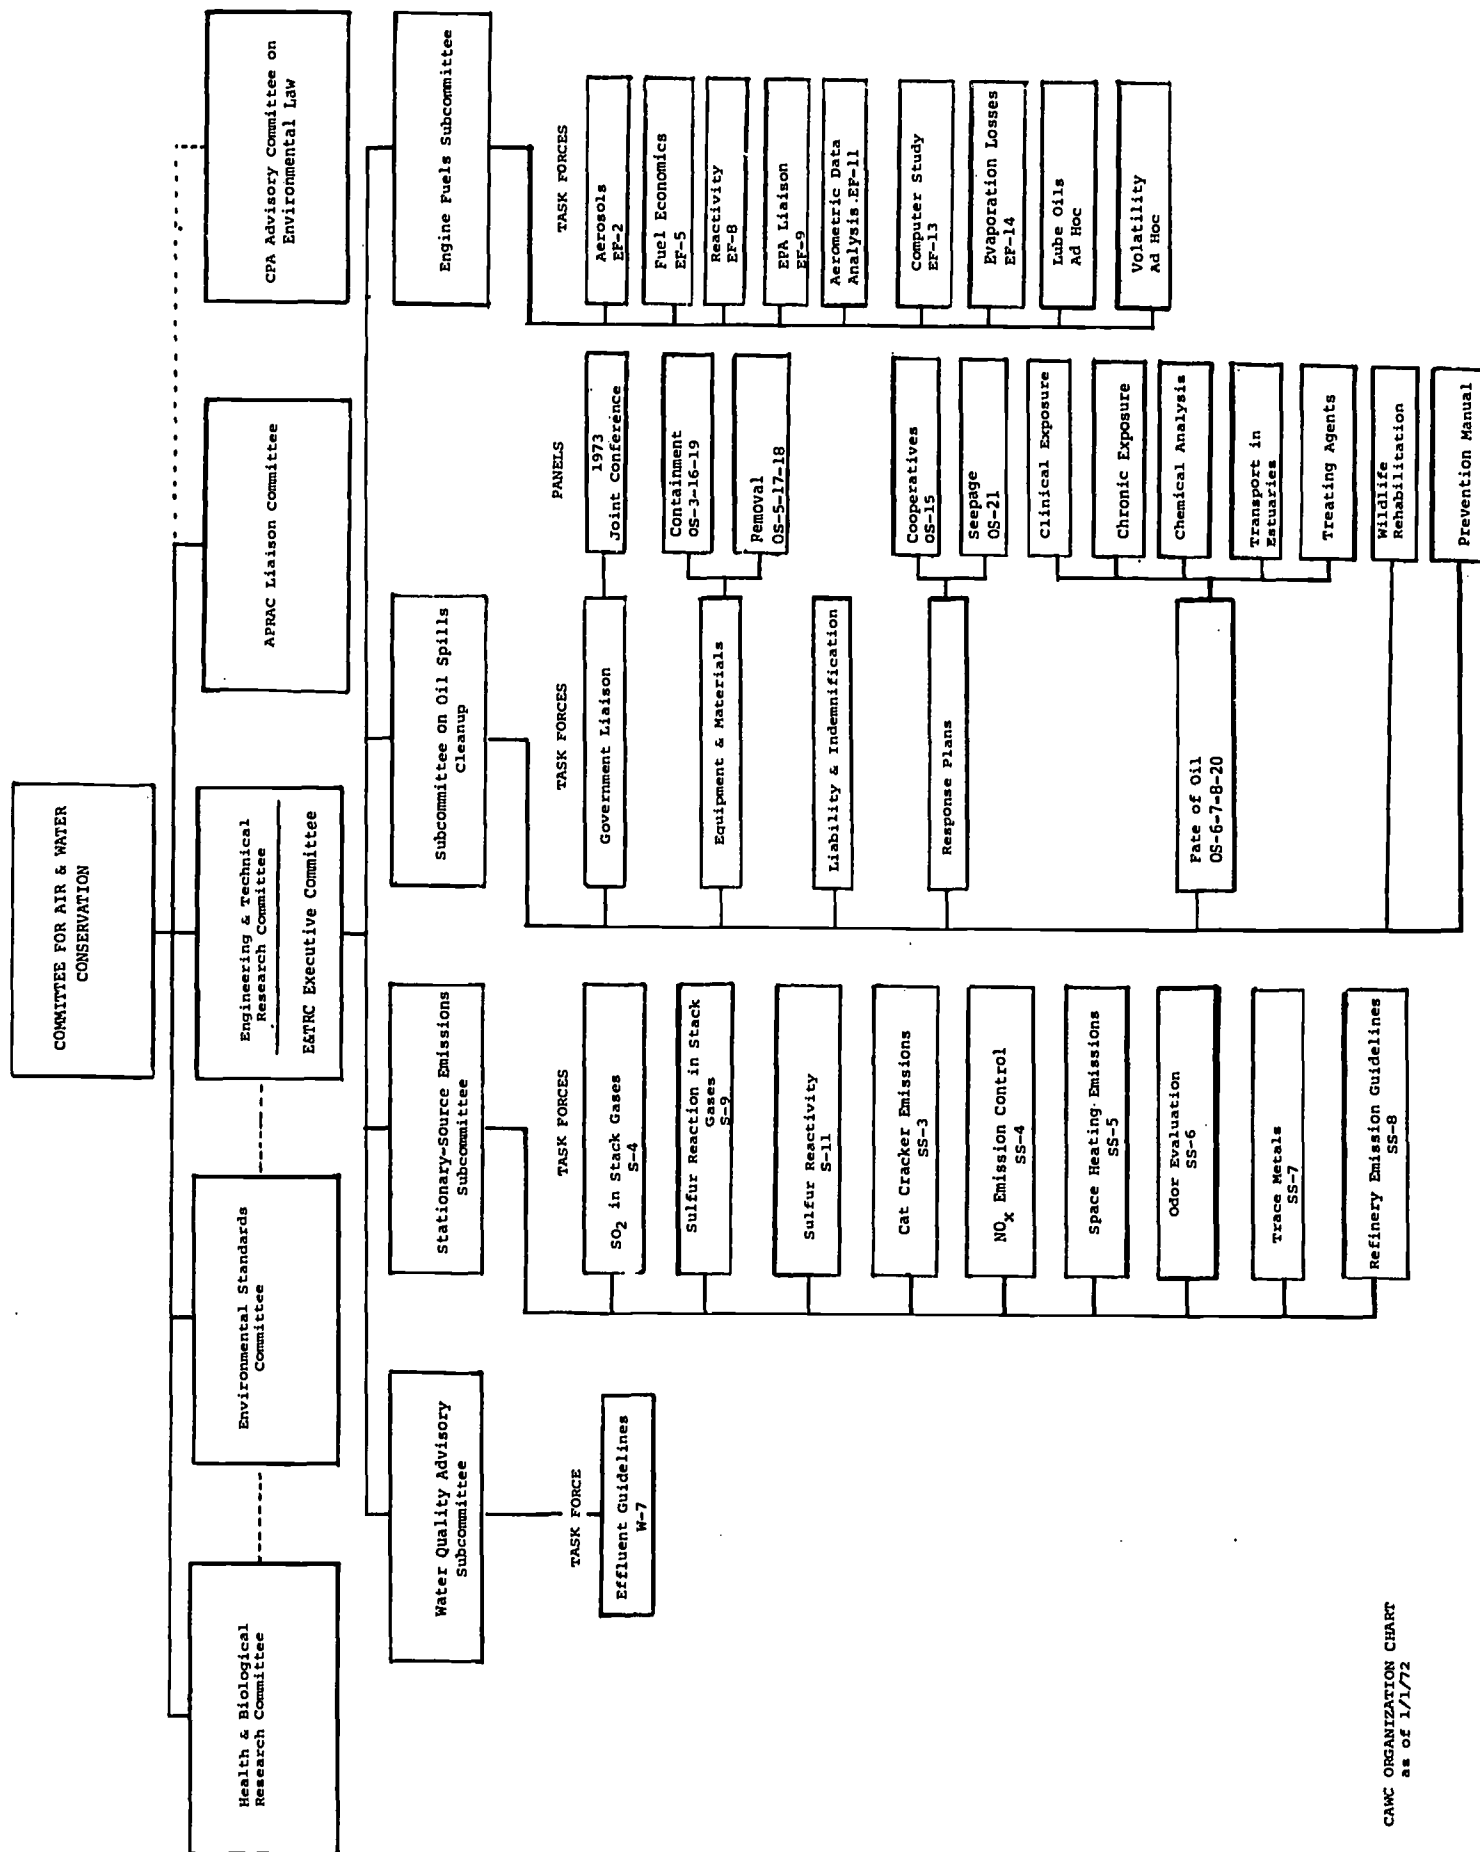 COMMITTEE FOR AIR & WATER
CONSERVATION
Health & Biological
Research Committee
Environmental Standards
Committee
Engineering & Technical
Research Committee
E&TRC Executive Committee
APRAC Liaison Committee
CPA Advisory Committee on
Environmental Law
Water Quality Advisory
Subcommittee
Stationary-Source Emissions
Subcommittee
Subcommittee on Oil Spills
Cleanup
Engine Fuels Subcommittee
TASK FORCE
Effluent Guidelines
W-7
TASK FORCES
SO2 in Stack Gases
S-4
Sulfur Reaction in Stack
Gases
S-9
Sulfur Reactivity
S-11
Cat Cracker Emissions
SS-3
NOx Emission Control
SS-4
Space Heating Emissions
SS-5
Odor Evaluation
SS-6
Trace Metals
SS-7
Refinery Emission Guidelines
SS-8
TASK FORCES
Government Liaison
Equipment & Materials
Liability & Indemnification
Response Plans
Fate of Oil
OS-6-7-8-20
PANELS
1973
Joint Conference
Containment
OS-3-16-19
Removal
OS-5-17-18
Cooperatives
OS-15
Seepage
OS-21
Clinical Exposure
Chronic Exposure
Chemical Analysis
Transport in
Estuaries
Treating Agents
Wildlife
Rehabilitation
Prevention Manual
TASK FORCES
Aerosols
EF-2
Fuel Economics
EF-5
Reactivity
EF-8
EPA Liaison
EF-9
Aerometric Data
Analysis EF-11
Computer Study
EF-13
Evaporation Losses
EF-14
Lube Oils
Ad Hoc
Volatility
Ad Hoc
CAWC ORGANIZATION CHART
as of 1/1/72